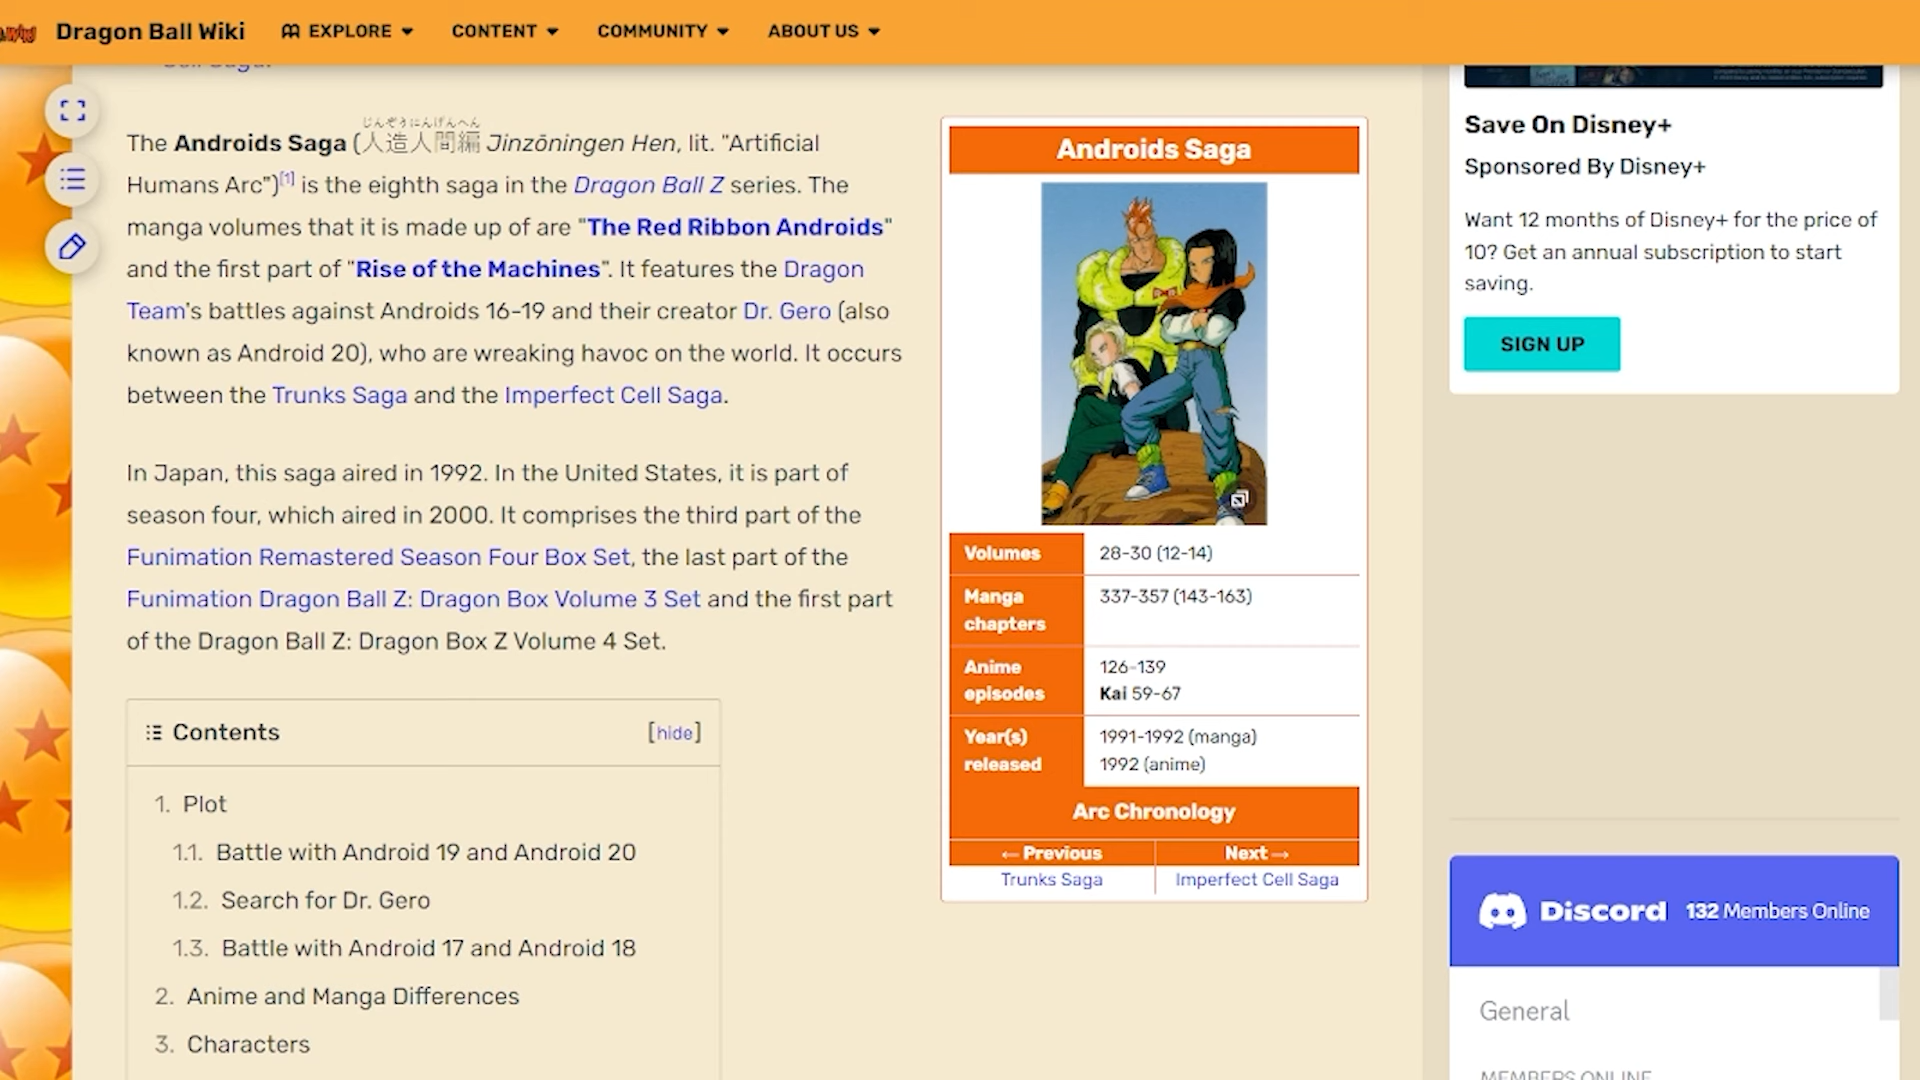 Dragon Ball Wiki
EXPLORE
CONTENT
COMMUNITY
ABOUT US
The Androids Saga (人造人間編 Jinzōningen Hen, lit. "Artificial
じんぞうにんげんへん
Humans Arc")[1] is the eighth saga in the Dragon Ball Z series. The
manga volumes that it is made up of are "The Red Ribbon Androids"
and the first part of "Rise of the Machines". It features the Dragon
Team's battles against Androids 16-19 and their creator Dr. Gero (also
known as Android 20), who are wreaking havoc on the world. It occurs
between the Trunks Saga and the Imperfect Cell Saga.
In Japan, this saga aired in 1992. In the United States, it is part of
season four, which aired in 2000. It comprises the third part of the
Funimation Remastered Season Four Box Set, the last part of the
Funimation Dragon Ball Z: Dragon Box Volume 3 Set and the first part
of the Dragon Ball Z: Dragon Box Z Volume 4 Set.
Contents [hide]
1. Plot
1.1. Battle with Android 19 and Android 20
1.2. Search for Dr. Gero
1.3. Battle with Android 17 and Android 18
2. Anime and Manga Differences
3. Characters
Androids Saga
Volumes 28-30 (12-14)
Manga chapters 337-357 (143-163)
Anime episodes 126-139
Kai 59-67
Year(s) released 1991-1992 (manga)
1992 (anime)
Arc Chronology
← Previous Next →
Trunks Saga Imperfect Cell Saga
Save On Disney+
Sponsored By Disney+
Want 12 months of Disney+ for the price of
10? Get an annual subscription to start
saving.
SIGN UP
Discord 132 Members Online
General
MEMBERS ONLINE